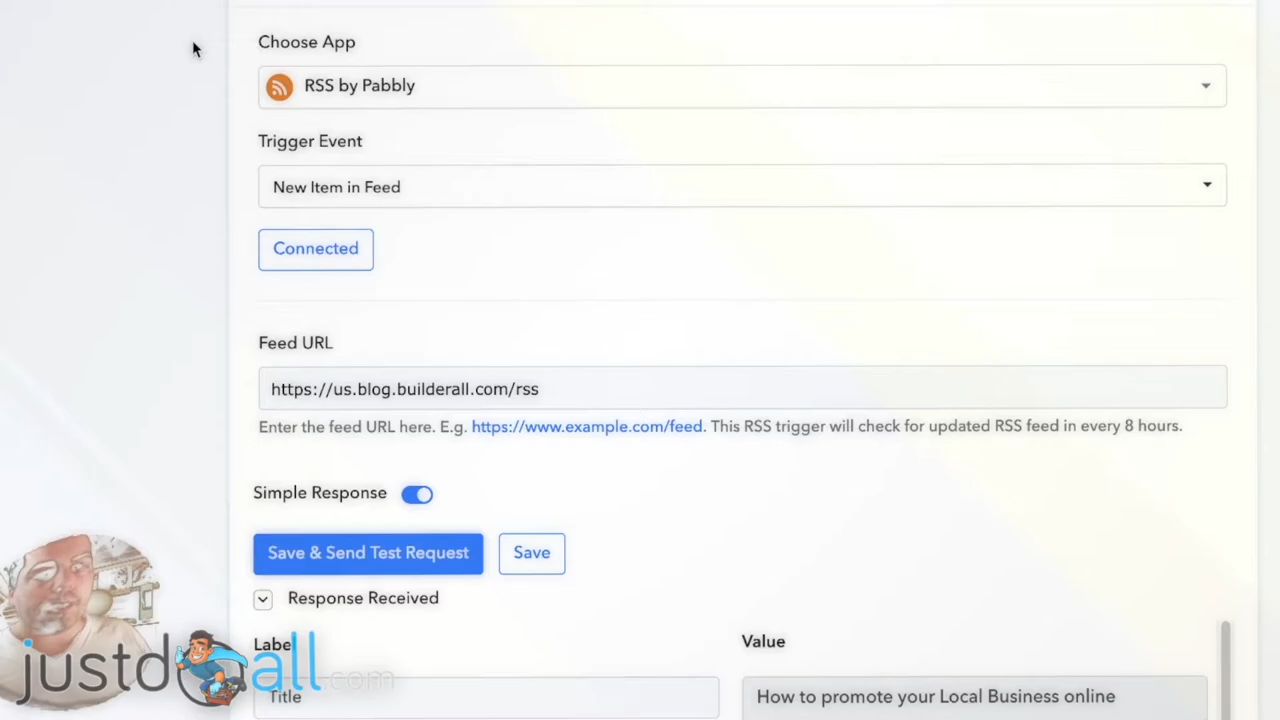 Choose App
RSS by Pabbly
Trigger Event
New Item in Feed
Connected
Feed URL
https://us.blog.builderall.com/rss
Enter the feed URL here. E.g. https://www.example.com/feed. This RSS trigger will check for updated RSS feed in every 8 hours.
Simple Response
Save & Send Test Request Save
Response Received
Label Value
Title How to promote your Local Business online
justdoall.com